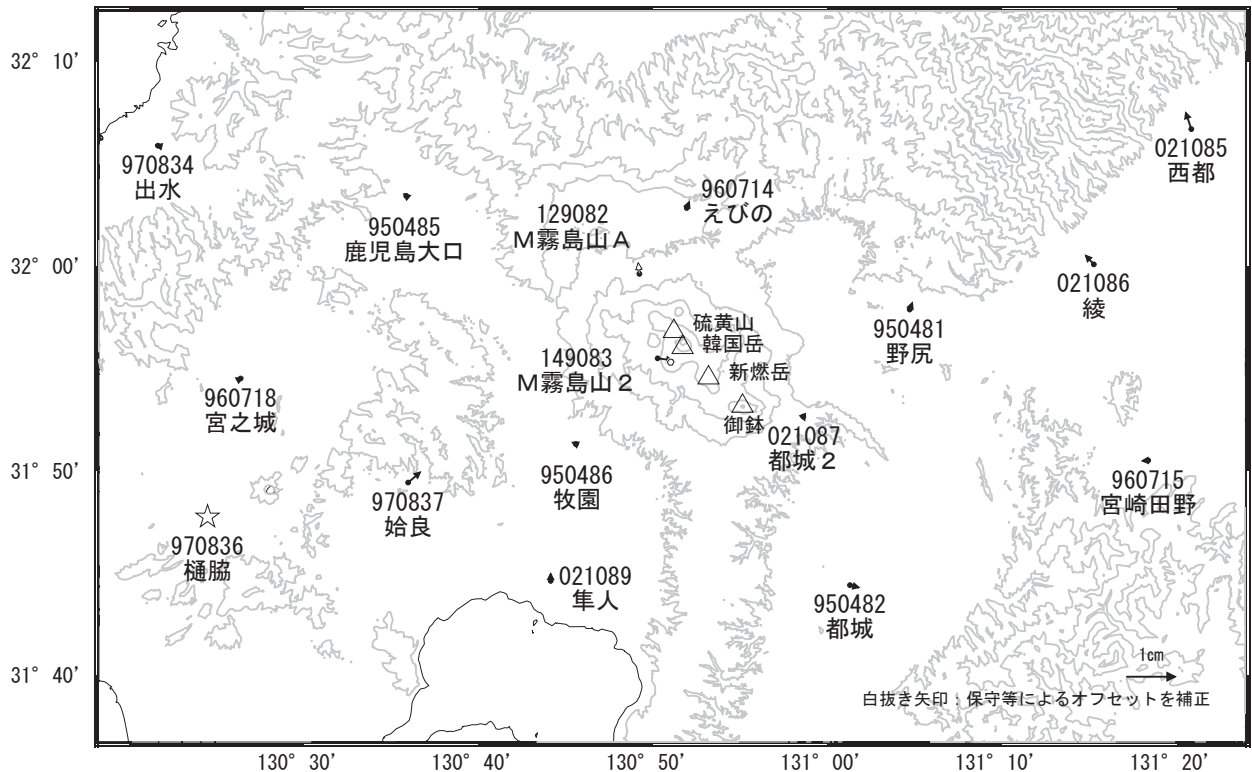 32° 10′
021085
西都
970834
出水
960714
えびの
950485
鹿児島大口
129082
M霧島山A
32° 00′
021086
綾
950481
野尻
硫黄山
韓国岳
149083
M霧島山2
新燃岳
960718
宮之城
御鉢
021087
都城2
31° 50′
950486
牧園
960715
宮崎田野
970837
姶良
970836
樋脇
021089
隼人
950482
都城
31° 40′
1cm
白抜き矢印：保守等によるオフセットを補正
130° 30′ 130° 40′ 130° 50′ 131° 00′ 131° 10′ 131° 20′